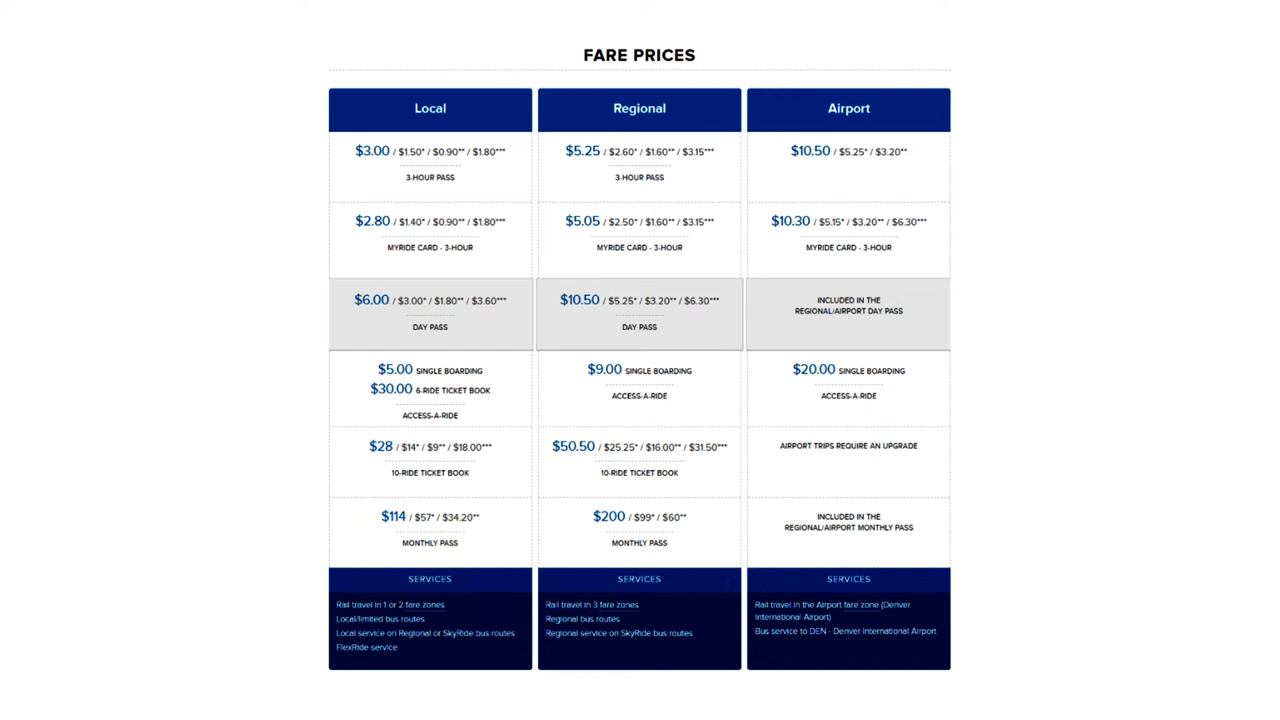 FARE PRICES
Local
$3.00 / $1.50* / $0.90** / $1.80***
3-HOUR PASS
$2.80 / $1.40* / $0.90** / $1.80***
MYRIDE CARD - 3-HOUR
$6.00 / $3.00* / $1.80** / $3.60***
DAY PASS
$5.00 SINGLE BOARDING
$30.00 6-RIDE TICKET BOOK
ACCESS-A-RIDE
$28 / $14* / $9** / $18.00***
10-RIDE TICKET BOOK
$114 / $57* / $34.20**
MONTHLY PASS
SERVICES
Rail travel in 1 or 2 fare zones
Local/limited bus routes
Local service on Regional or SkyRide bus routes
FlexRide service
Regional
$5.25 / $2.60* / $1.60** / $3.15***
3-HOUR PASS
$5.05 / $2.50* / $1.60** / $3.15***
MYRIDE CARD - 3-HOUR
$10.50 / $5.25* / $3.20** / $6.30***
DAY PASS
$9.00 SINGLE BOARDING
ACCESS-A-RIDE
$50.50 / $25.25* / $16.00** / $31.50***
10-RIDE TICKET BOOK
$200 / $99* / $60**
MONTHLY PASS
SERVICES
Rail travel in 3 fare zones
Regional bus routes
Regional service on SkyRide bus routes
Airport
$10.50 / $5.25* / $3.20**
$10.30 / $5.15* / $3.20** / $6.30***
MYRIDE CARD - 3-HOUR
INCLUDED IN THE
REGIONAL/AIRPORT DAY PASS
$20.00 SINGLE BOARDING
ACCESS-A-RIDE
AIRPORT TRIPS REQUIRE AN UPGRADE
INCLUDED IN THE
REGIONAL/AIRPORT MONTHLY PASS
SERVICES
Rail travel in the Airport fare zone (Denver
International Airport)
Bus service to DEN - Denver International Airport